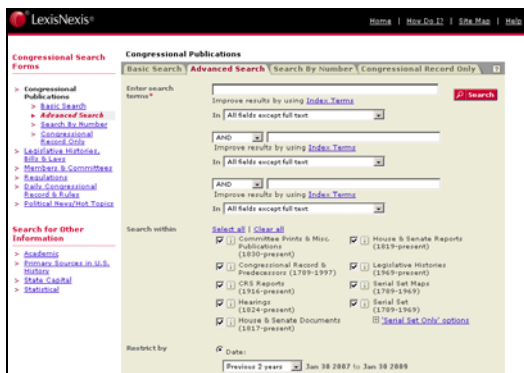 LexisNexis®
Home | How Do I? | Site Map | Help
Congressional Search Forms
> Congressional Publications
> Basic Search
Advanced Search
> Search By Number
> Congressional Record Only
> Legislative Histories, Bills & Laws
> Members & Committees
> Regulations
> Daily Congressional Record & Rules
> Political News/Hot Topics
Search for Other Information
> Academic
> Primary Sources in U.S. History
> State Capital
> Statistical
Congressional Publications
Basic Search Advanced Search Search By Number Congressional Record Only ?
Enter search terms*
Search
Improve results by using Index Terms
In All fields except full text
AND
Improve results by using Index Terms
In All fields except full text
AND
Improve results by using Index Terms
In All fields except full text
Search within
Select all | Clear all
Committee Prints & Misc. Publications (1830-present)
Congressional Record & Predecessors (1789-1997)
CRS Reports (1916-present)
Hearings (1824-present)
House & Senate Documents (1817-present)
House & Senate Reports (1819-present)
Legislative Histories (1969-present)
Serial Set Maps (1789-1969)
Serial Set (1789-1969)
'Serial Set Only' options
Restrict by
Date:
Previous 2 years Jan 30 2007 to Jan 30 2009